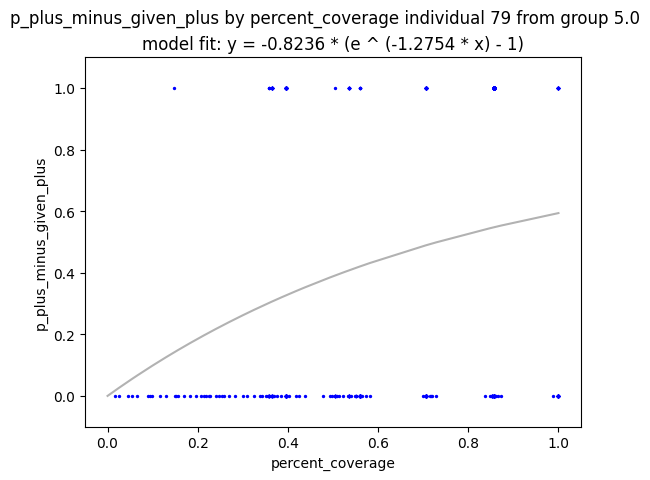 p_plus_minus_given_plus by percent_coverage individual 79 from group 5.0
model fit: y = -0.8236 * (e ^ (-1.2754 * x) - 1)
1.0
0.8
0.6
0.4
0.2
0.0
p_plus_minus_given_plus
0.0 0.2 0.4 0.6 0.8 1.0
percent_coverage